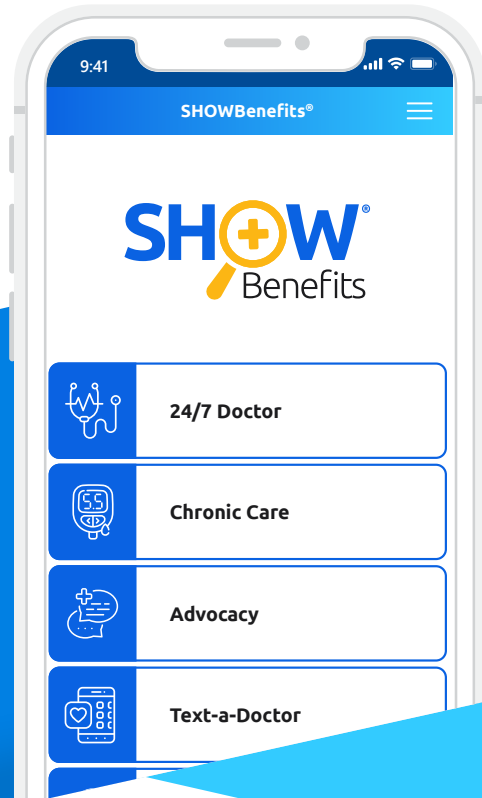 9:41
SHOWBenefits®
SHOW®
Benefits
24/7 Doctor
5.5
Chronic Care
Advocacy
Text-a-Doctor